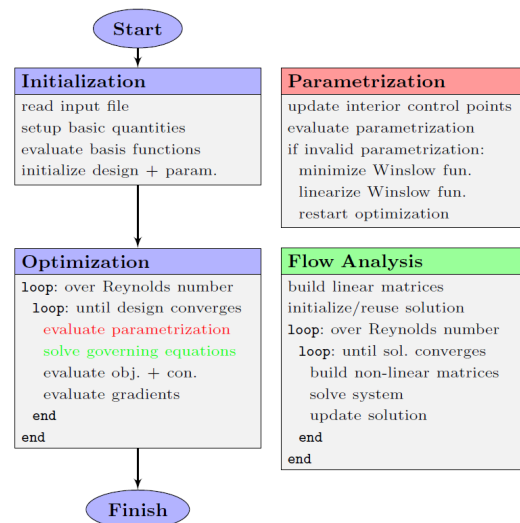 Start
Initialization
read input file
setup basic quantities
evaluate basis functions
initialize design + param.
Parametrization
update interior control points
evaluate parametrization
if invalid parametrization:
minimize Winslow fun.
linearize Winslow fun.
restart optimization
Optimization
loop: over Reynolds number
loop: until design converges
evaluate parametrization
solve governing equations
evaluate obj. + con.
evaluate gradients
end
end
Flow Analysis
build linear matrices
initialize/reuse solution
loop: over Reynolds number
loop: until sol. converges
build non-linear matrices
solve system
update solution
end
end
Finish